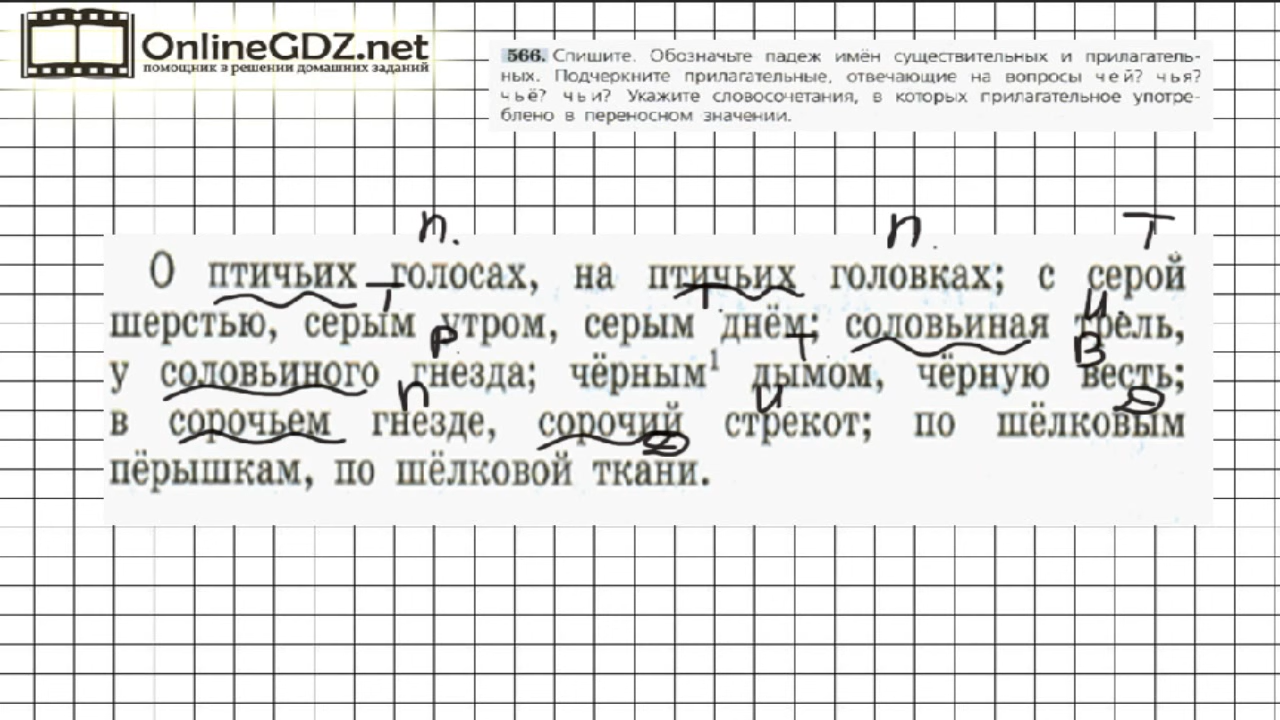 OnlineGDZ.net
помощник в решении домашних заданий
566. Спишите. Обозначьте падеж имён существительных и прилагатель-
ных. Подчеркните прилагательные, отвечающие на вопросы чей? чья?
чьё? чьи? Укажите словосочетания, в которых прилагательное употре-
блено в переносном значении.
п. п. Т
О птичьих голосах, на птичьих головках; с серой
Т Т И
шерстью, серым утром, серым днём; соловьиная трель,
Р Т В
у соловьиного гнезда; чёрным¹ дымом, чёрную весть;
п и
в сорочьем гнезде, сорочий стрекот; по шёлковым
пёрышкам, по шёлковой ткани.